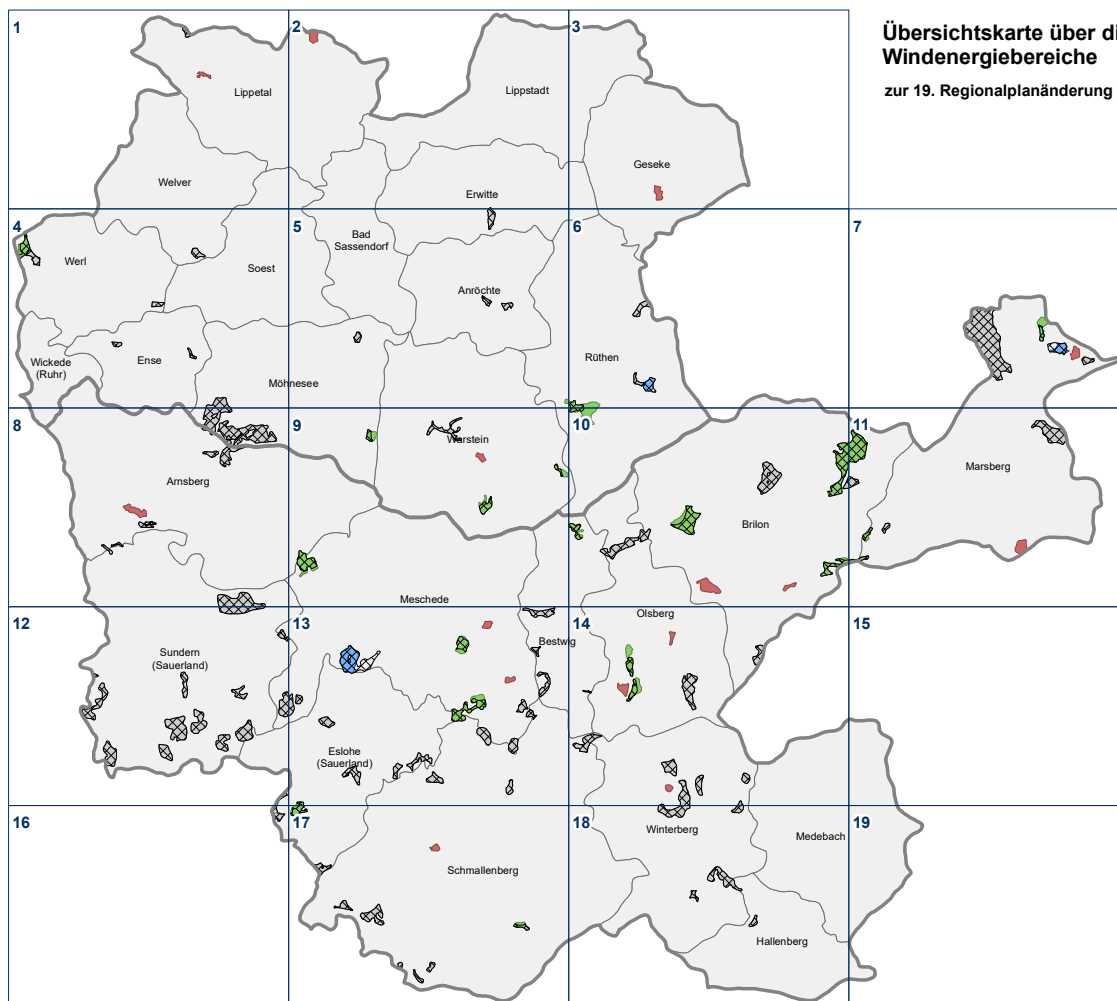 Übersichtskarte über di
Windenergiebereiche
zur 19. Regionalplanänderung
1
2
3
Lippetal
Lippstadt
Geseke
Welver
Erwitte
4
5
6
7
Bad
Sassendorf
Werl
Soest
Anröchte
Wickede
(Ruhr)
Ense
Möhnesee
Rüthen
8
9
10
11
Warstein
Arnsberg
Marsberg
Brilon
Meschede
12
13
14
15
Olsberg
Bestwig
Sundern
(Sauerland)
Eslohe
(Sauerland)
16
17
18
19
Winterberg
Medebach
Schmallenberg
Hallenberg